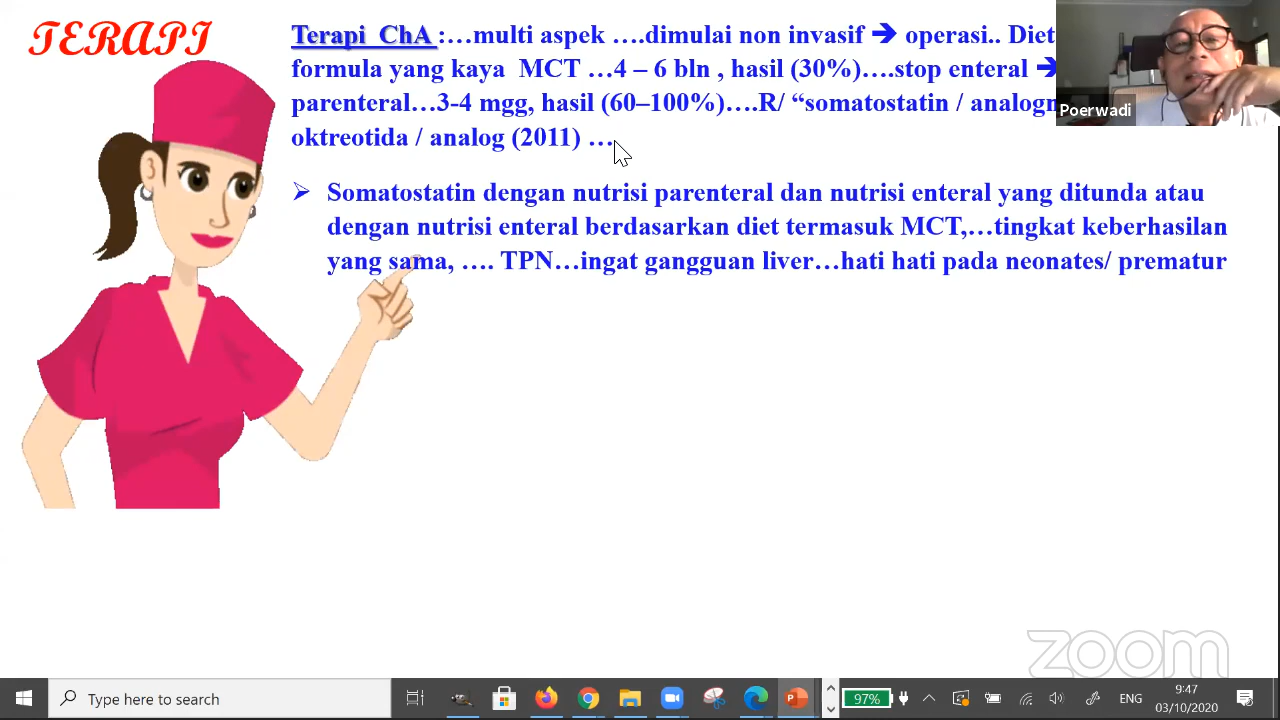 TERAPI
Terapi ChA :…multi aspek ….dimulai non invasif ➔ operasi.. Diet
formula yang kaya MCT …4 – 6 bln , hasil (30%)….stop enteral ➔
parenteral…3-4 mgg, hasil (60–100%)….R/ “somatostatin /
oktreotida / analog (2011) …
➢ Somatostatin dengan nutrisi parenteral dan nutrisi enteral yang ditunda atau
dengan nutrisi enteral berdasarkan diet termasuk MCT,…tingkat keberhasilan
yang sama, …. TPN…ingat gangguan liver…hati hati pada neonates/ prematur
Poerwadi
zoom
Type here to search
97%
ENG
9:47
03/10/2020